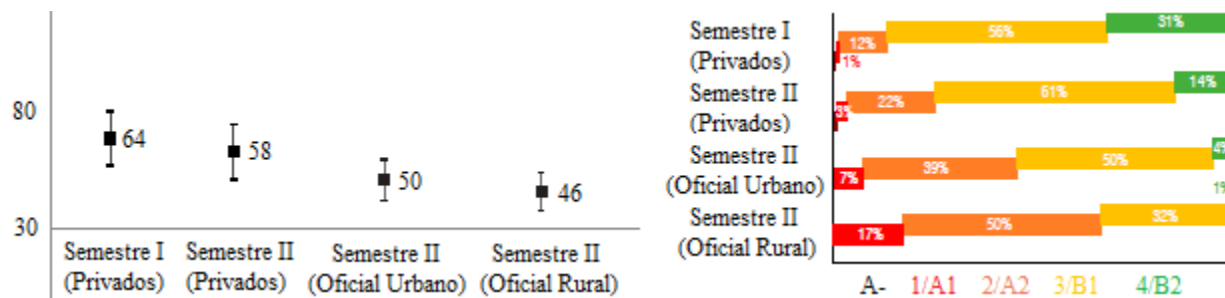 80
64
58
50
46
30
Semestre I
(Privados)
Semestre II
(Privados)
Semestre II
(Oficial Urbano)
Semestre II
(Oficial Rural)
Semestre I
(Privados)
1%
12%
56%
31%
Semestre II
(Privados)
3%
22%
61%
14%
Semestre II
(Oficial Urbano)
7%
39%
50%
4%
1%
Semestre II
(Oficial Rural)
17%
50%
32%
A- 1/A1 2/A2 3/B1 4/B2